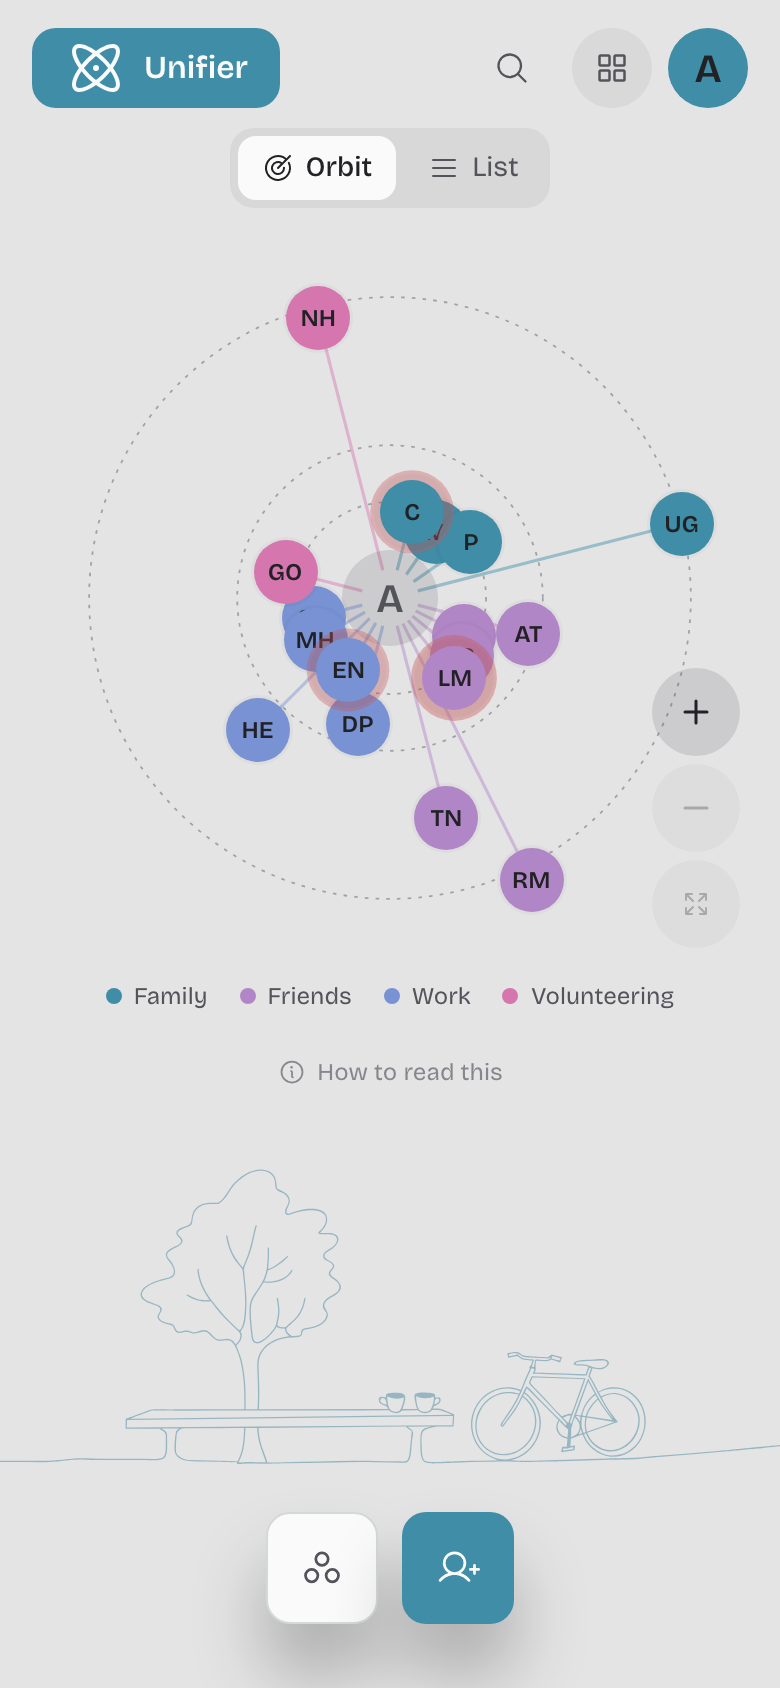 Unifier
A
Orbit
List
NH
C
P
UG
GO
A
MH
AT
EN
LM
HE
DP
TN
RM
Family
Friends
Work
Volunteering
How to read this